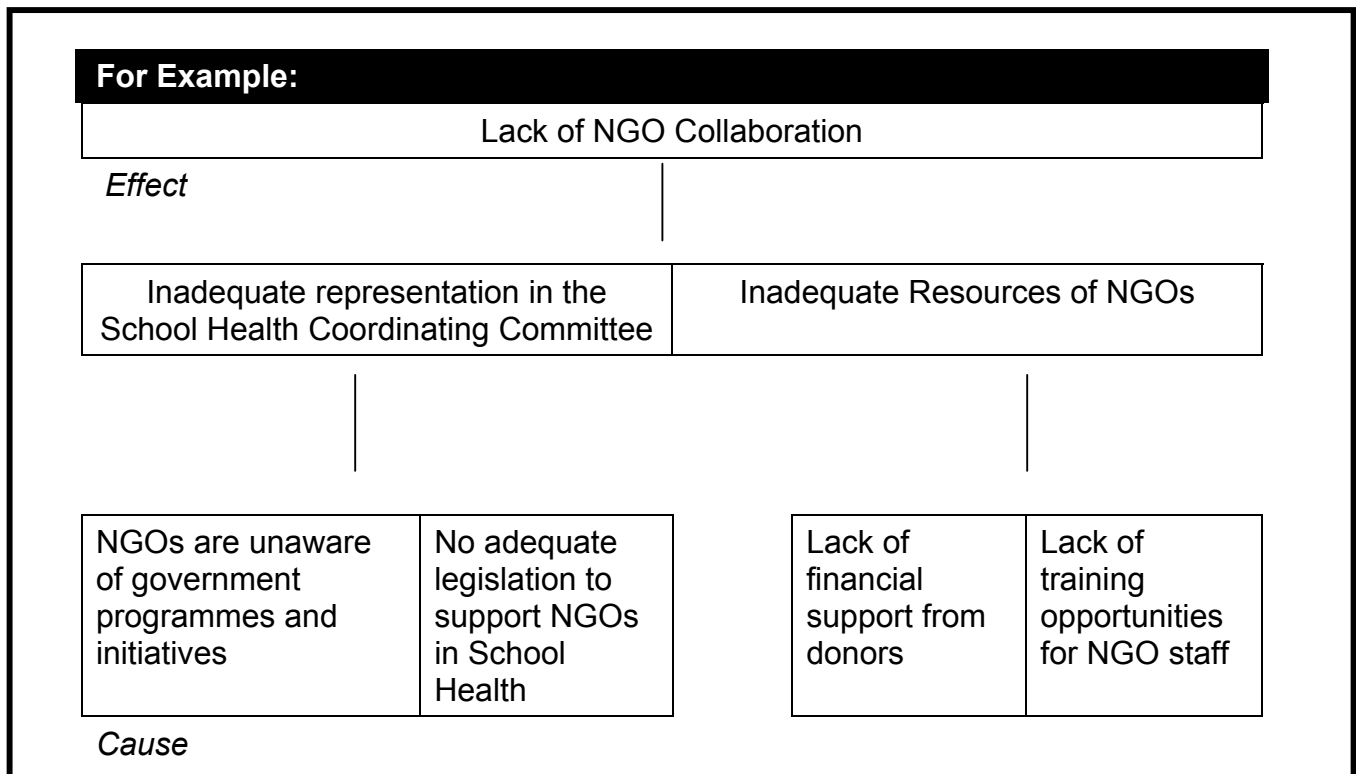 For Example:
Lack of NGO Collaboration
Effect
Inadequate representation in the
School Health Coordinating Committee
Inadequate Resources of NGOs
NGOs are unaware
of government
programmes and
initiatives
No adequate
legislation to
support NGOs
in School
Health
Lack of
financial
support from
donors
Lack of
training
opportunities
for NGO staff
Cause